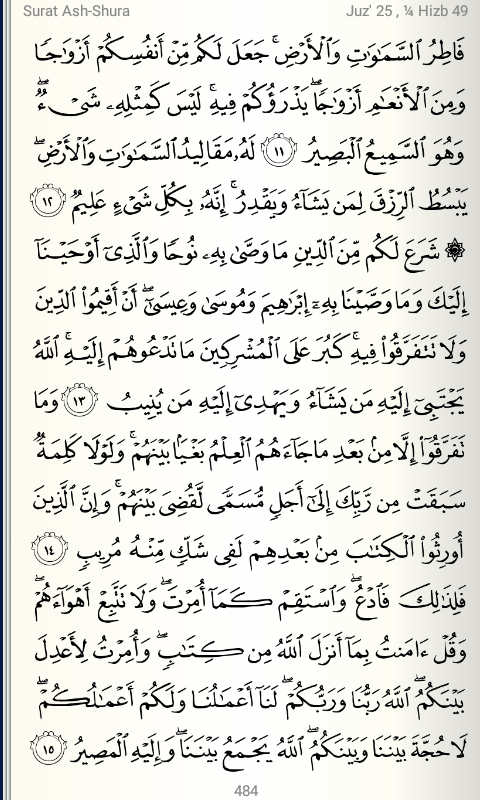 Surat Ash-Shura
Juz' 25 , ¼ Hizb 49
فَاطِرُ ٱلسَّمَٰوَٰتِ وَٱلْأَرْضِ ۚ جَعَلَ لَكُم مِّنْ أَنفُسِكُمْ أَزْوَٰجًا
وَمِنَ ٱلْأَنْعَٰمِ أَزْوَٰجًا ۖ يَذْرَؤُكُمْ فِيهِ ۚ لَيْسَ كَمِثْلِهِۦ شَىْءٌ ۖ
وَهُوَ ٱلسَّمِيعُ ٱلْبَصِيرُ ١١ لَهُۥ مَقَالِيدُ ٱلسَّمَٰوَٰتِ وَٱلْأَرْضِ ۖ
يَبْسُطُ ٱلرِّزْقَ لِمَن يَشَآءُ وَيَقْدِرُ ۚ إِنَّهُۥ بِكُلِّ شَىْءٍ عَلِيمٌ ١٢
۞ شَرَعَ لَكُم مِّنَ ٱلدِّينِ مَا وَصَّىٰ بِهِۦ نُوحًا وَٱلَّذِىٓ أَوْحَيْنَآ
إِلَيْكَ وَمَا وَصَّيْنَا بِهِۦٓ إِبْرَٰهِيمَ وَمُوسَىٰ وَعِيسَىٰٓ ۖ أَنْ أَقِيمُوا۟ ٱلدِّينَ
وَلَا تَتَفَرَّقُوا۟ فِيهِ ۚ كَبُرَ عَلَى ٱلْمُشْرِكِينَ مَا تَدْعُوهُمْ إِلَيْهِ ۚ ٱللَّهُ
يَجْتَبِىٓ إِلَيْهِ مَن يَشَآءُ وَيَهْدِىٓ إِلَيْهِ مَن يُنِيبُ ١٣ وَمَا
تَفَرَّقُوٓا۟ إِلَّا مِنۢ بَعْدِ مَا جَآءَهُمُ ٱلْعِلْمُ بَغْيًۢا بَيْنَهُمْ ۚ وَلَوْلَا كَلِمَةٌ
سَبَقَتْ مِن رَّبِّكَ إِلَىٰٓ أَجَلٍ مُّسَمًّى لَّقُضِىَ بَيْنَهُمْ ۚ وَإِنَّ ٱلَّذِينَ
أُورِثُوا۟ ٱلْكِتَٰبَ مِنۢ بَعْدِهِمْ لَفِى شَكٍّ مِّنْهُ مُرِيبٍ ١٤
فَلِذَٰلِكَ فَٱدْعُ ۖ وَٱسْتَقِمْ كَمَآ أُمِرْتَ ۖ وَلَا تَتَّبِعْ أَهْوَآءَهُمْ ۖ
وَقُلْ ءَامَنتُ بِمَآ أَنزَلَ ٱللَّهُ مِن كِتَٰبٍ ۖ وَأُمِرْتُ لِأَعْدِلَ
بَيْنَكُمُ ۖ ٱللَّهُ رَبُّنَا وَرَبُّكُمْ ۖ لَنَآ أَعْمَٰلُنَا وَلَكُمْ أَعْمَٰلُكُمْ ۖ
لَا حُجَّةَ بَيْنَنَا وَبَيْنَكُمُ ۖ ٱللَّهُ يَجْمَعُ بَيْنَنَا ۖ وَإِلَيْهِ ٱلْمَصِيرُ ١٥
484